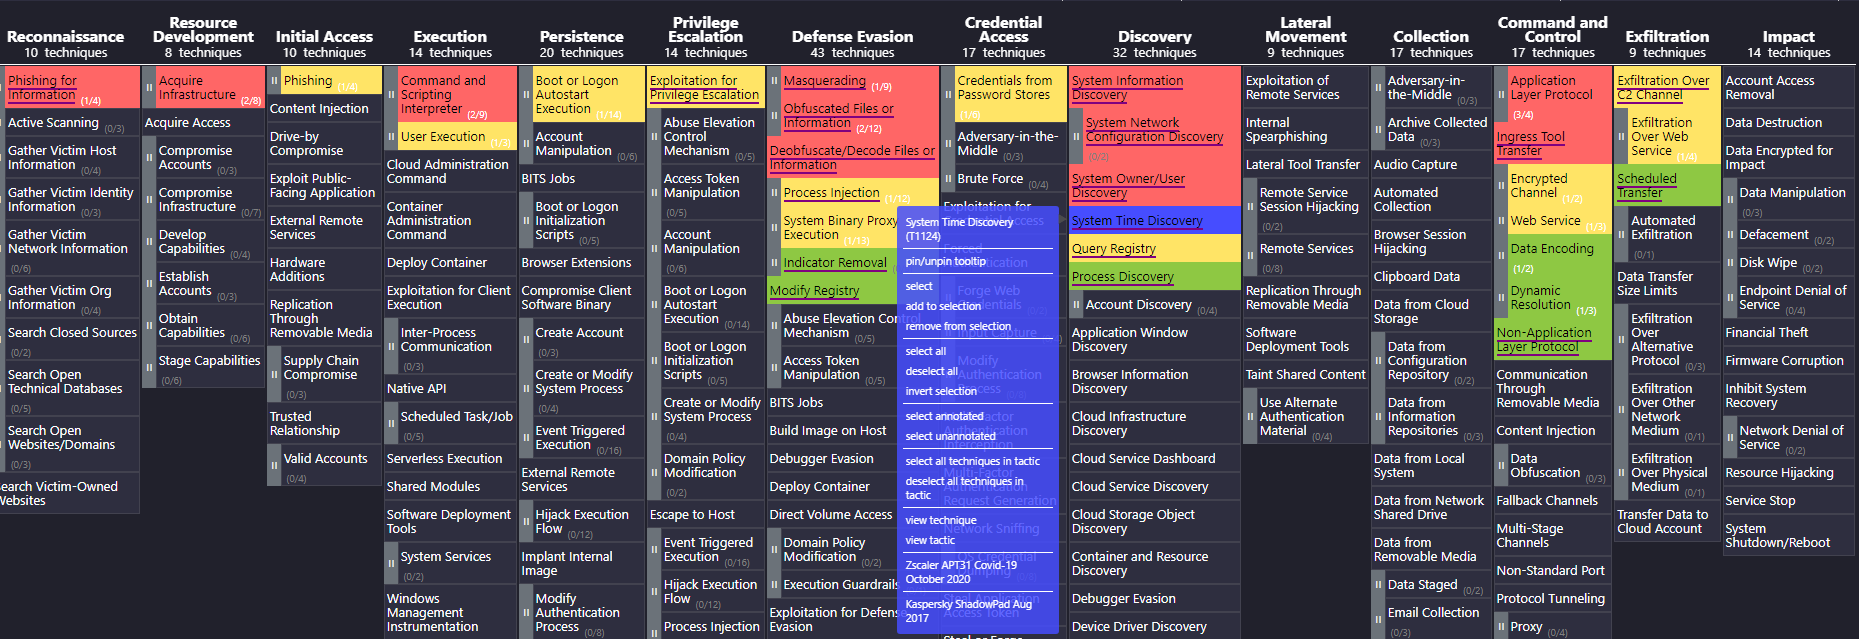 Reconnaissance
10 techniques
Phishing for
Information (1/4)
Active Scanning (0/3)
Gather Victim Host
Information (0/4)
Gather Victim Identity
Information (0/3)
Gather Victim
Network Information
(0/6)
Gather Victim Org
Information (0/4)
Search Closed Sources
(0/2)
Search Open
Technical Databases
(0/5)
Search Open
Websites/Domains
(0/3)
earch Victim-Owned
Websites
Resource
Development
8 techniques
Acquire
Infrastructure (2/8)
Acquire Access
Compromise
Accounts (0/3)
Compromise
Infrastructure (0/7)
Develop
Capabilities (0/4)
Establish
Accounts (0/3)
Obtain
Capabilities (0/6)
Stage Capabilities
(0/6)
Initial Access
10 techniques
Phishing (1/4)
Content Injection
Drive-by
Compromise
Exploit Public-
Facing Application
External Remote
Services
Hardware
Additions
Replication
Through
Removable Media
Supply Chain
Compromise
(0/3)
Trusted
Relationship
Valid Accounts
(0/4)
Execution
14 techniques
Command and
Scripting
Interpreter (2/9)
User Execution (1/3)
Cloud Administration
Command
Container
Administration
Command
Deploy Container
Exploitation for Client
Execution
Inter-Process
Communication
(0/3)
Native API
Scheduled Task/Job
(0/5)
Serverless Execution
Shared Modules
Software Deployment
Tools
System Services
(0/2)
Windows
Management
Instrumentation
Persistence
20 techniques
Boot or Logon
Autostart
Execution (1/14)
Account
Manipulation (0/6)
BITS Jobs
Boot or Logon
Initialization
Scripts (0/5)
Browser Extensions
Compromise Client
Software Binary
Create Account
(0/3)
Create or Modify
System Process
(0/4)
Event Triggered
Execution (0/16)
External Remote
Services
Hijack Execution
Flow (0/12)
Implant Internal
Image
Modify
Authentication
Process (0/8)
Privilege
Escalation
14 techniques
Exploitation for
Privilege Escalation
Abuse Elevation
Control
Mechanism (0/5)
Access Token
Manipulation
(0/5)
Account
Manipulation
(0/6)
Boot or Logon
Autostart
Execution (0/14)
Boot or Logon
Initialization
Scripts (0/5)
Create or Modify
System Process
(0/4)
Domain Policy
Modification
(0/2)
Escape to Host
Event Triggered
Execution (0/16)
Hijack Execution
Flow (0/12)
Process Injection
Defense Evasion
43 techniques
Masquerading (1/9)
Obfuscated Files or
Information (2/12)
Deobfuscate/Decode Files or
Information
Process Injection (1/12)
System Binary Proxy
Execution (1/13)
Indicator Removal
Modify Registry
Abuse Elevation Control
Mechanism (0/5)
Access Token
Manipulation (0/5)
BITS Jobs
Build Image on Host
Debugger Evasion
Deploy Container
Direct Volume Access
Domain Policy
Modification (0/2)
Execution Guardrails
Exploitation for Defense
Evasion
Credential
Access
17 techniques
Credentials from
Password Stores
(1/6)
Adversary-in-the-
Middle (0/3)
Brute Force (0/4)
Exploitation for
System Time Discovery
(T1124)
pin/unpin tooltip
select
add to selection
remove from selection
select all
deselect all
invert selection
select annotated
select unannotated
select all techniques in tactic
deselect all techniques in
tactic
view technique
view tactic
Zscaler APT31 Covid-19
October 2020
Kaspersky ShadowPad Aug
2017
Discovery
32 techniques
System Information
Discovery
System Network
Configuration Discovery
(0/2)
System Owner/User
Discovery
System Time Discovery
Query Registry
Process Discovery
Account Discovery (0/4)
Application Window
Discovery
Browser Information
Discovery
Cloud Infrastructure
Discovery
Cloud Service Dashboard
Cloud Service Discovery
Cloud Storage Object
Discovery
Container and Resource
Discovery
Debugger Evasion
Device Driver Discovery
Lateral
Movement
9 techniques
Exploitation of
Remote Services
Internal
Spearphishing
Lateral Tool Transfer
Remote Service
Session Hijacking
(0/2)
Remote Services
(0/8)
Replication Through
Removable Media
Software
Deployment Tools
Taint Shared Content
Use Alternate
Authentication
Material (0/4)
Collection
17 techniques
Adversary-in-
the-Middle (0/3)
Archive Collected
Data (0/3)
Audio Capture
Automated
Collection
Browser Session
Hijacking
Clipboard Data
Data from Cloud
Storage
Data from
Configuration
Repository (0/2)
Data from
Information
Repositories (0/3)
Data from Local
System
Data from Network
Shared Drive
Data from
Removable Media
Data Staged (0/2)
Email Collection
(0/3)
Command and
Control
17 techniques
Application
Layer Protocol
(3/4)
Ingress Tool
Transfer
Encrypted
Channel (1/2)
Web Service (1/3)
Data Encoding
(1/2)
Dynamic
Resolution (1/3)
Non-Application
Layer Protocol
Communication
Through
Removable Media
Content Injection
Data
Obfuscation (0/3)
Fallback Channels
Multi-Stage
Channels
Non-Standard Port
Protocol Tunneling
Proxy (0/4)
Exfiltration
9 techniques
Exfiltration Over
C2 Channel
Exfiltration
Over Web
Service (1/4)
Scheduled
Transfer
Automated
Exfiltration
(0/1)
Data Transfer
Size Limits
Exfiltration
Over
Alternative
Protocol (0/3)
Exfiltration
Over Other
Network
Medium (0/1)
Exfiltration
Over Physical
Medium (0/1)
Transfer Data to
Cloud Account
Impact
14 techniques
Account Access
Removal
Data Destruction
Data Encrypted for
Impact
Data Manipulation
(0/3)
Defacement (0/2)
Disk Wipe (0/2)
Endpoint Denial of
Service (0/4)
Financial Theft
Firmware Corruption
Inhibit System
Recovery
Network Denial of
Service (0/2)
Resource Hijacking
Service Stop
System
Shutdown/Reboot